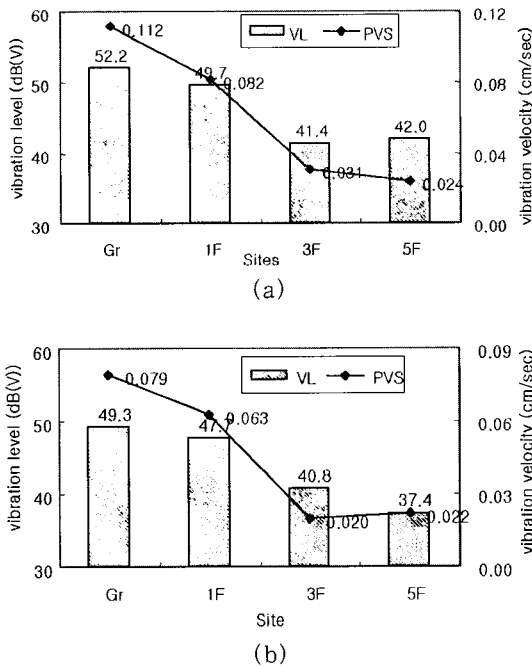 60
50
40
30
vibration level (dB(V)
VL PVS
52.2
49.7
41.4
42.0
0.112
0.082
0.031
0.024
0.12
0.08
0.04
0.00
vibration velocity (cm/sec)
Gr 1F 3F 5F
Sites
(a)
60
50
40
30
vibration level (dB(V)
VL PVS
49.3
47.7
40.8
37.4
0.079
0.063
0.020
0.022
0.09
0.06
0.03
0.00
vibration velocity (cm/sec)
Gr 1F 3F 5F
Site
(b)